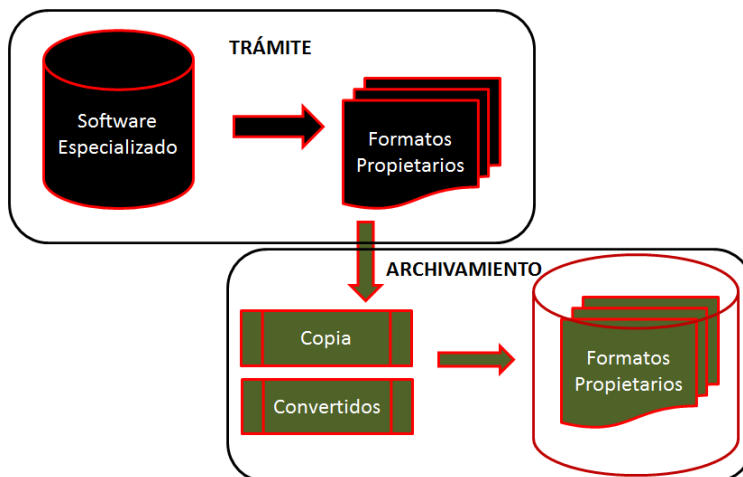 TRÁMITE
Software
Especializado
Formatos
Propietarios
ARCHIVAMIENTO
Copia
Convertidos
Formatos
Propietarios